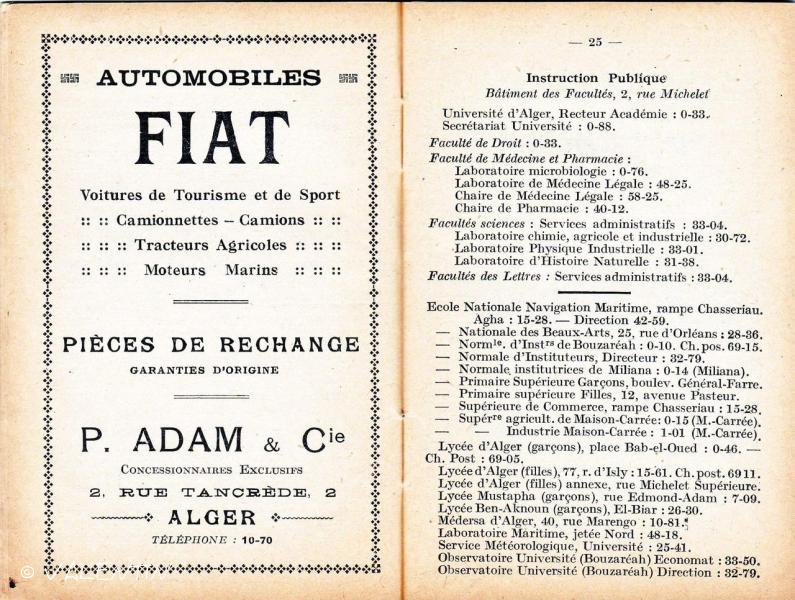 AUTOMOBILES
FIAT
Voitures de Tourisme et de Sport
:: :: Camionnettes — Camions :: ::
:: :: :: Tracteurs Agricoles :: :: ::
:: :: :: Moteurs Marins :: :: ::
PIÈCES DE RECHANGE
GARANTIES D'ORIGINE
P. ADAM & Cie
CONCESSIONNAIRES EXCLUSIFS
2, RUE TANCRÈDE, 2
ALGER
TÉLÉPHONE : 10-70
— 25 —
Instruction Publique
Bâtiment des Facultés, 2, rue Michelet
Université d'Alger, Recteur Académie : 0-33.
Secrétariat Université : 0-88.
Faculté de Droit : 0-33.
Faculté de Médecine et Pharmacie :
Laboratoire microbiologie : 0-76.
Laboratoire de Médecine Légale : 48-25.
Chaire de Médecine Légale : 58-25.
Chaire de Pharmacie : 40-12.
Facultés sciences : Services administratifs : 33-04.
Laboratoire chimie, agricole et industrielle : 30-72.
Laboratoire Physique Industrielle : 33-01.
Laboratoire d'Histoire Naturelle : 31-38.
Facultés des Lettres : Services administratifs : 33-04.
Ecole Nationale Navigation Maritime, rampe Chasseriau.
Agha : 15-28. — Direction 42-59.
— Nationale des Beaux-Arts, 25, rue d'Orléans : 28-36.
— Normle. d'Instrs de Bouzaréah : 0-10. Ch. pos. 69-15.
— Normale d'Instituteurs, Directeur : 32-79.
— Normale institutrices de Miliana : 0-14 (Miliana).
— Primaire Supérieure Garçons, boulev. Général-Farre.
— Primaire supérieure Filles, 12, avenue Pasteur.
— Supérieure de Commerce, rampe Chasseriau : 15-28.
— Supérre agricult. de Maison-Carrée : 0-15 (M.-Carrée).
— — Industrie Maison-Carrée : 1-01 (M.-Carrée).
Lycée d'Alger (garçons), place Bab-el-Oued : 0-46. —
Ch. Post : 69-05.
Lycée d'Alger (filles), 77, r. d'Isly : 15-61. Ch. post. 69 11.
Lycée d'Alger (filles) annexe, rue Michelet Supérieure.
Lycée Mustapha (garçons), rue Edmond-Adam : 7-09.
Lycée Ben-Aknoun (garçons), El-Biar : 26-30.
Médersa d'Alger, 40, rue Marengo : 10-81.
Laboratoire Maritime, jetée Nord : 48-18.
Service Météorologique, Université : 25-41.
Observatoire Université (Bouzaréah) Economat : 33-50.
Observatoire Université (Bouzaréah) Direction : 32-79.